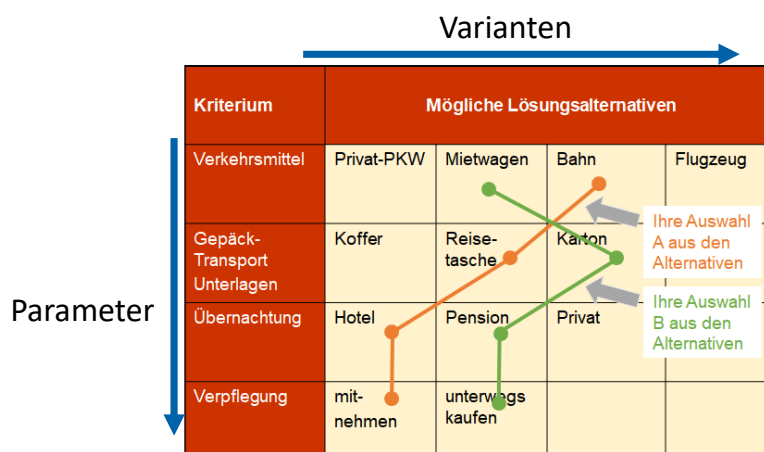 Varianten
Parameter
Kriterium
Mögliche Lösungsalternativen
Verkehrsmittel
Privat-PKW
Mietwagen
Bahn
Flugzeug
Gepäck-
Transport
Unterlagen
Koffer
Reise-
tasche
Karton
Übernachtung
Hotel
Pension
Privat
Verpflegung
mit-
nehmen
unterwegs
kaufen
Ihre Auswahl
A aus den
Alternativen
Ihre Auswahl
B aus den
Alternativen